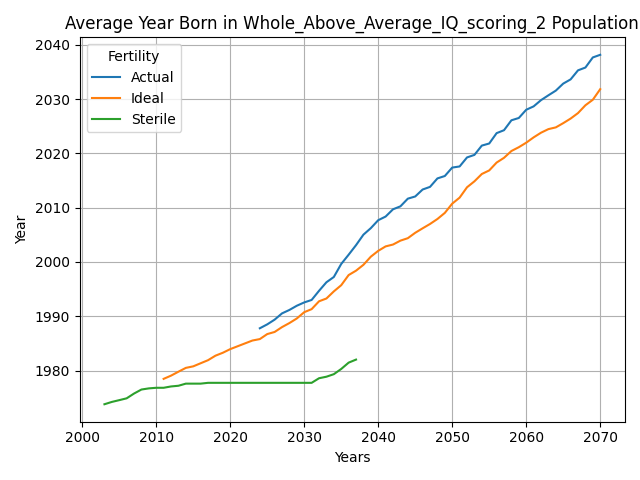 Average Year Born in Whole_Above_Average_IQ_scoring_2 Population
Fertility
Actual
Ideal
Sterile
2040
2030
2020
2010
2000
1990
1980
Year
2000 2010 2020 2030 2040 2050 2060 2070
Years